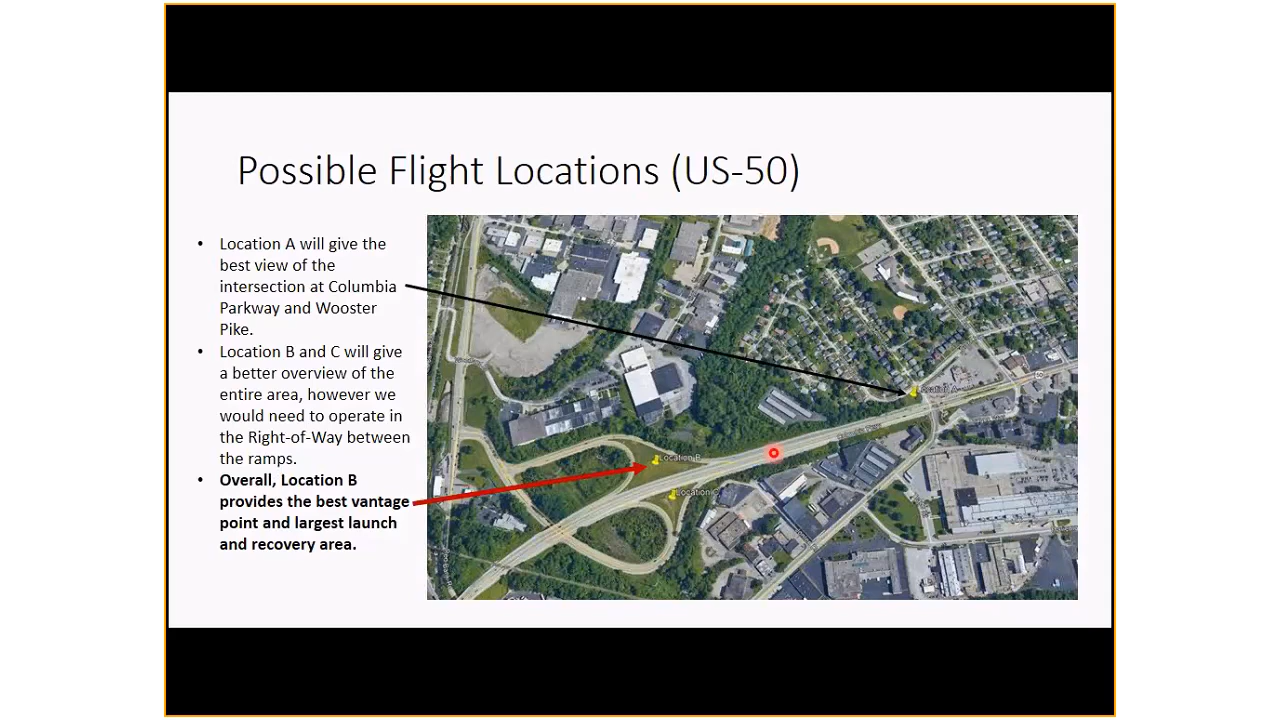 Possible Flight Locations (US-50)
• Location A will give the
best view of the
intersection at Columbia
Parkway and Wooster
Pike.
• Location B and C will give
a better overview of the
entire area, however we
would need to operate in
the Right-of-Way between
the ramps.
• Overall, Location B
provides the best vantage
point and largest launch
and recovery area.
Location A
Location B
Location C